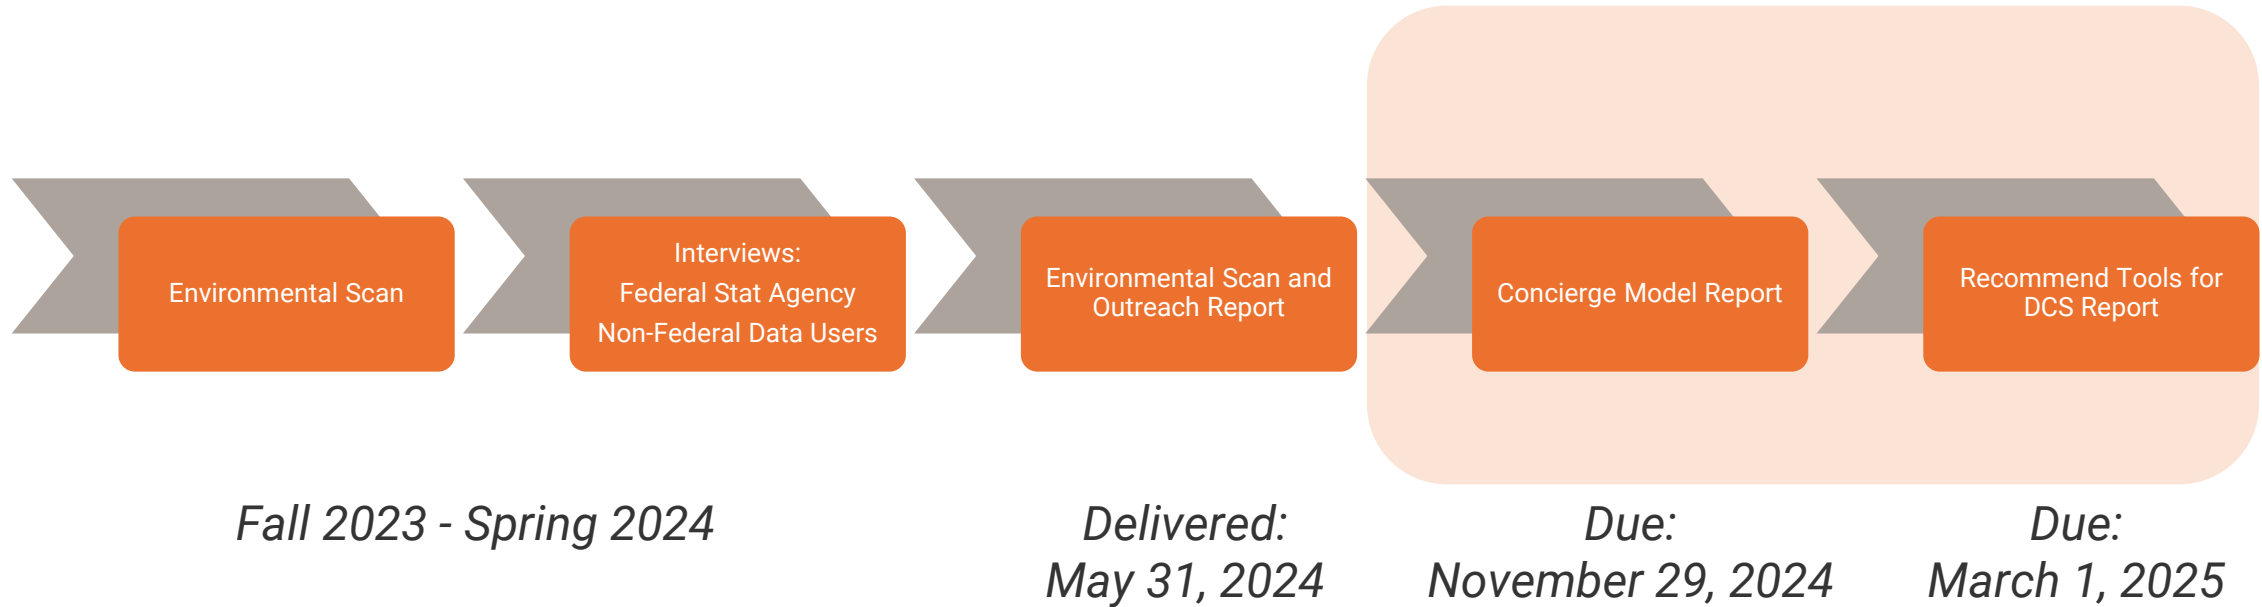 Environmental Scan
Interviews:
Federal Stat Agency
Non-Federal Data Users
Environmental Scan and
Outreach Report
Concierge Model Report
Recommend Tools for
DCS Report
Fall 2023 - Spring 2024
Delivered:
May 31, 2024
Due:
November 29, 2024
Due:
March 1, 2025